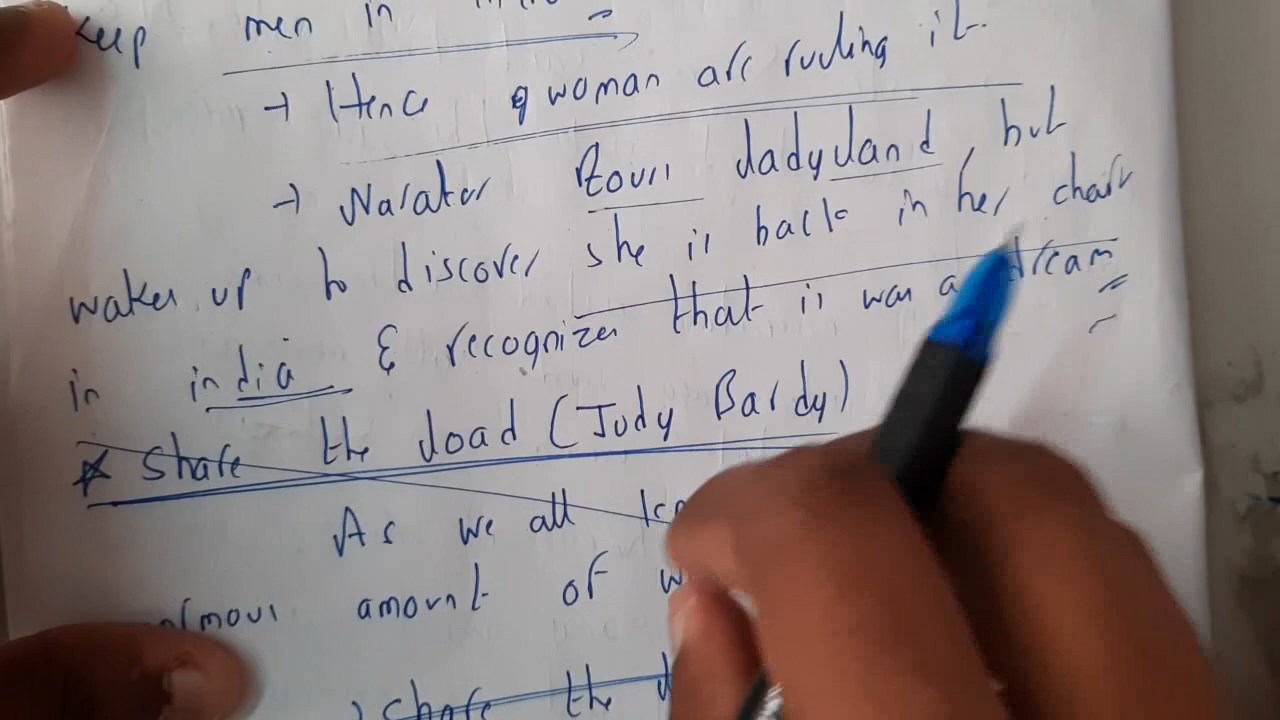 keep men in
→ Hence woman are ruling it.
→ Narator Tours ladyland, but
wakes up to discover she is back in her chair
in india & recognizes that it was a dream
* Share the load (Judy Bardy)
As we all
amount of
share the